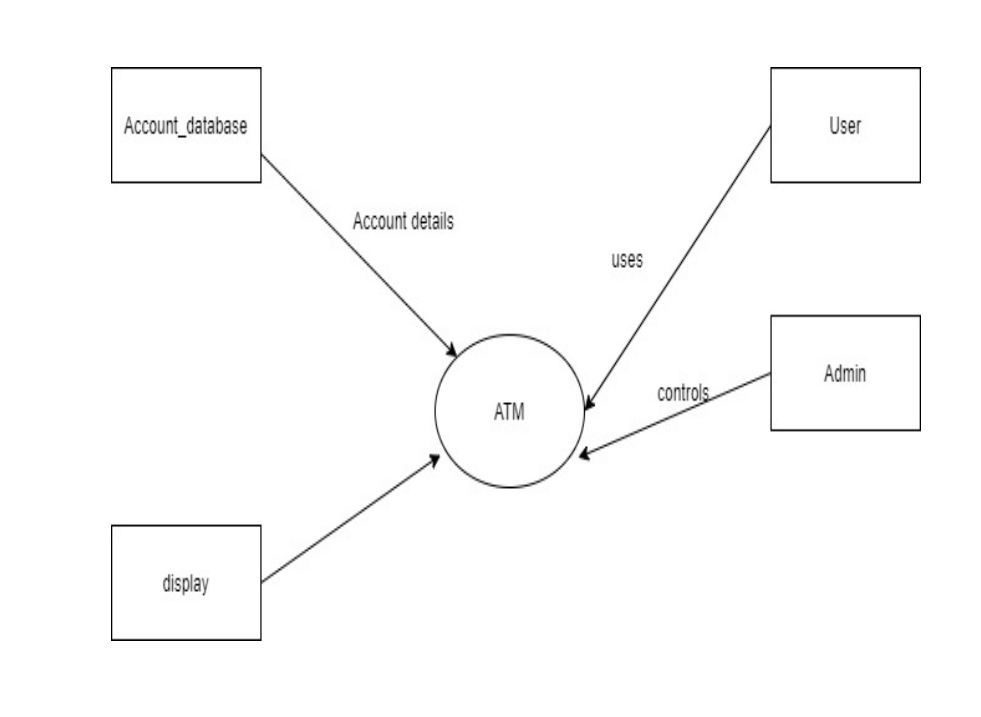 Account_database
User
Account details
uses
Admin
controls
ATM
display